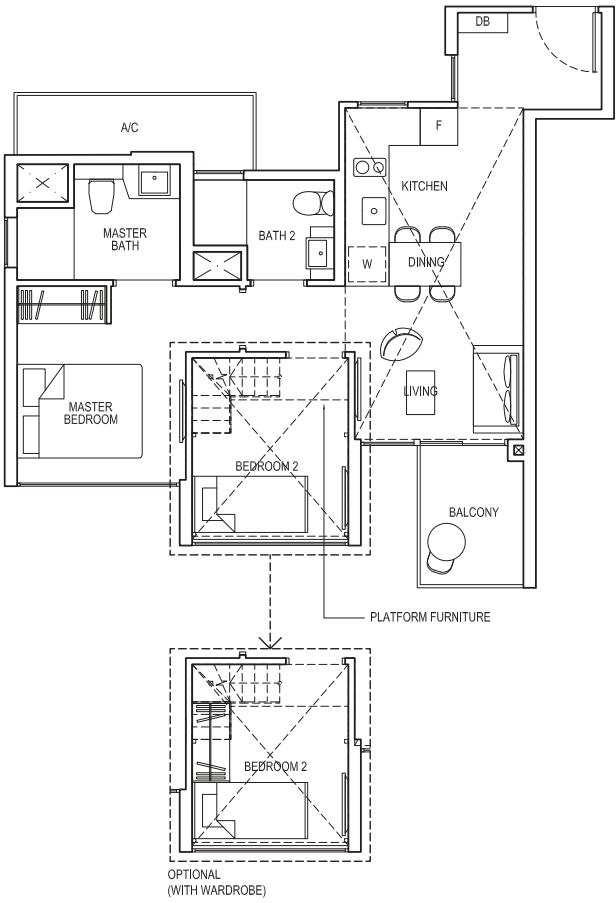 DB
A/C
F
KITCHEN
MASTER
BATH
BATH 2
W
DINING
MASTER
BEDROOM
LIVING
BEDROOM 2
BALCONY
PLATFORM FURNITURE
BEDROOM 2
OPTIONAL
(WITH WARDROBE)